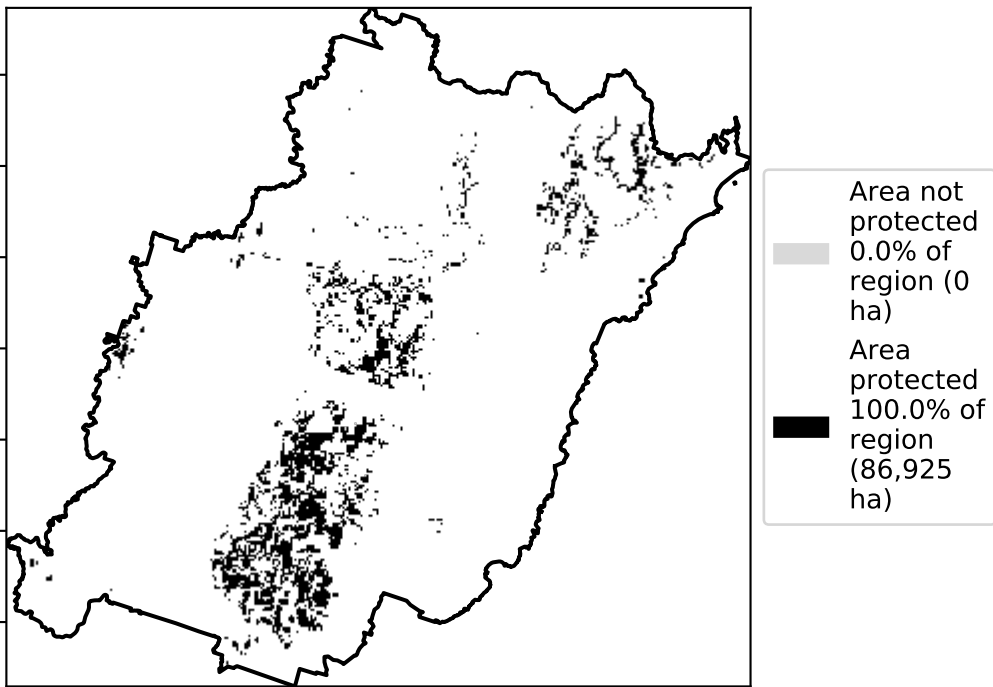 Area not
protected
0.0% of
region (0
ha)
Area
protected
100.0% of
region
(86,925
ha)